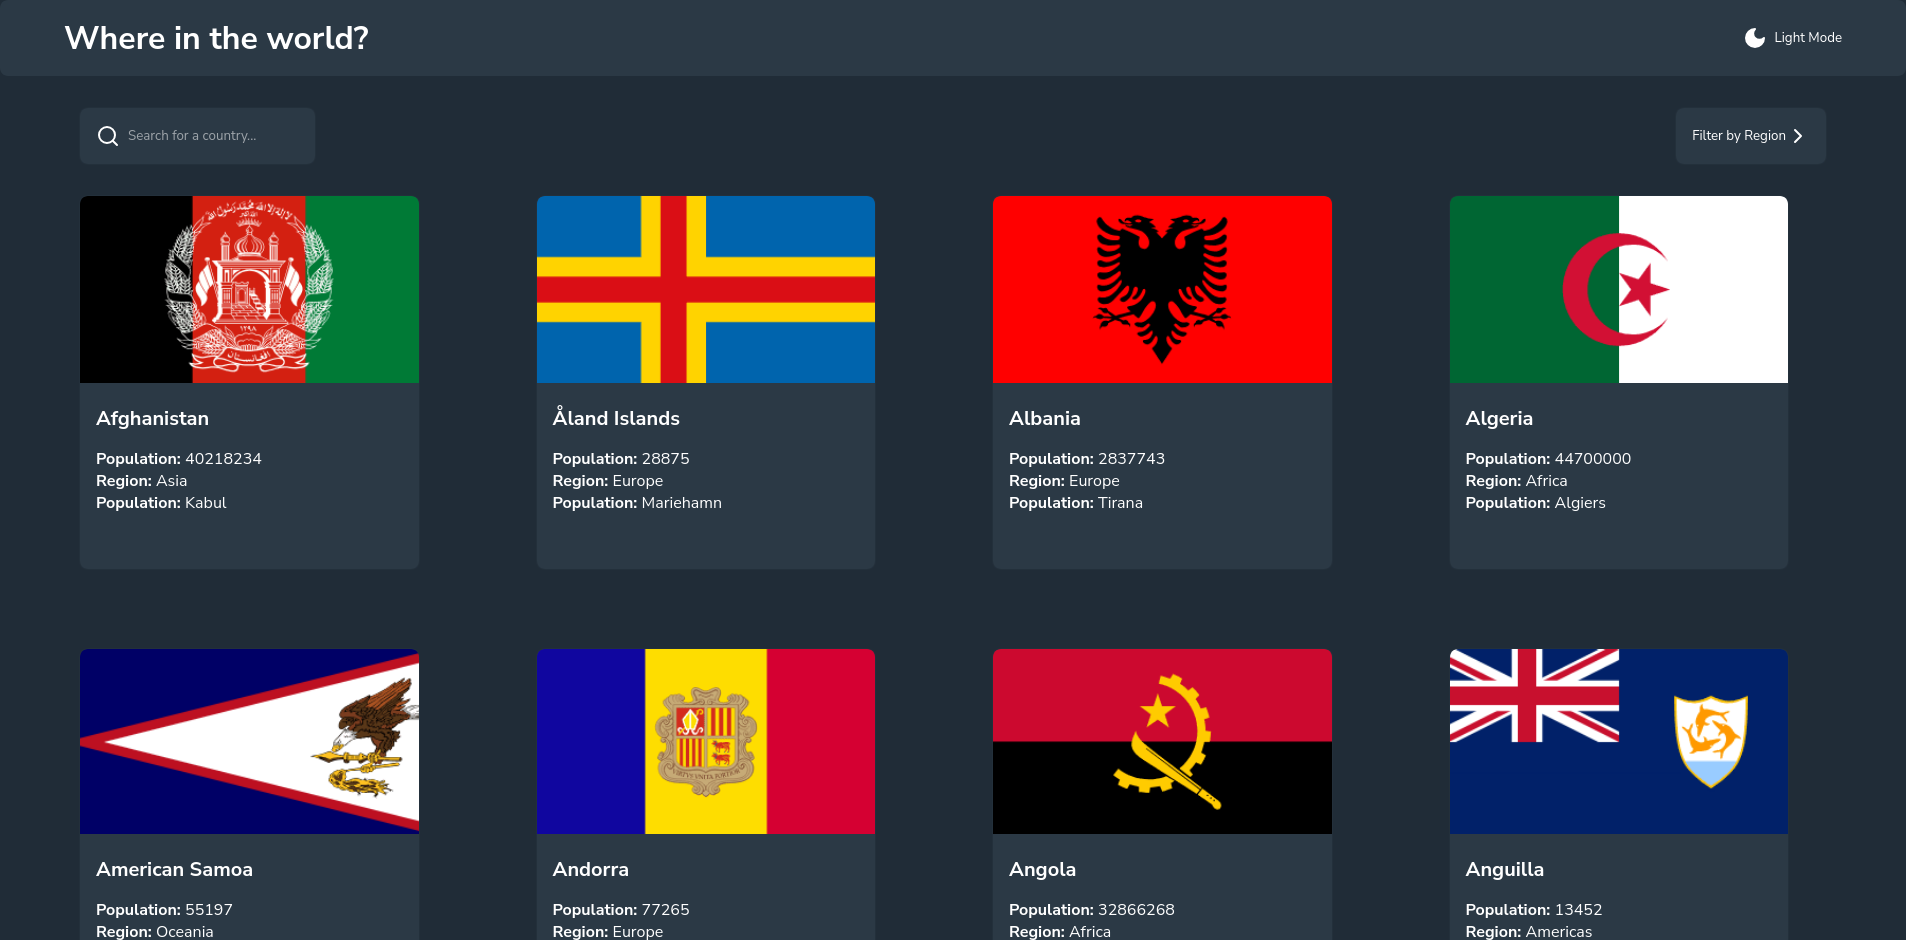 Where in the world?
Light Mode
Search for a country...
Filter by Region
Afghanistan
Population: 40218234
Region: Asia
Population: Kabul
Åland Islands
Population: 28875
Region: Europe
Population: Mariehamn
Albania
Population: 2837743
Region: Europe
Population: Tirana
Algeria
Population: 44700000
Region: Africa
Population: Algiers
American Samoa
Population: 55197
Region: Oceania
Andorra
Population: 77265
Region: Europe
Angola
Population: 32866268
Region: Africa
Anguilla
Population: 13452
Region: Americas